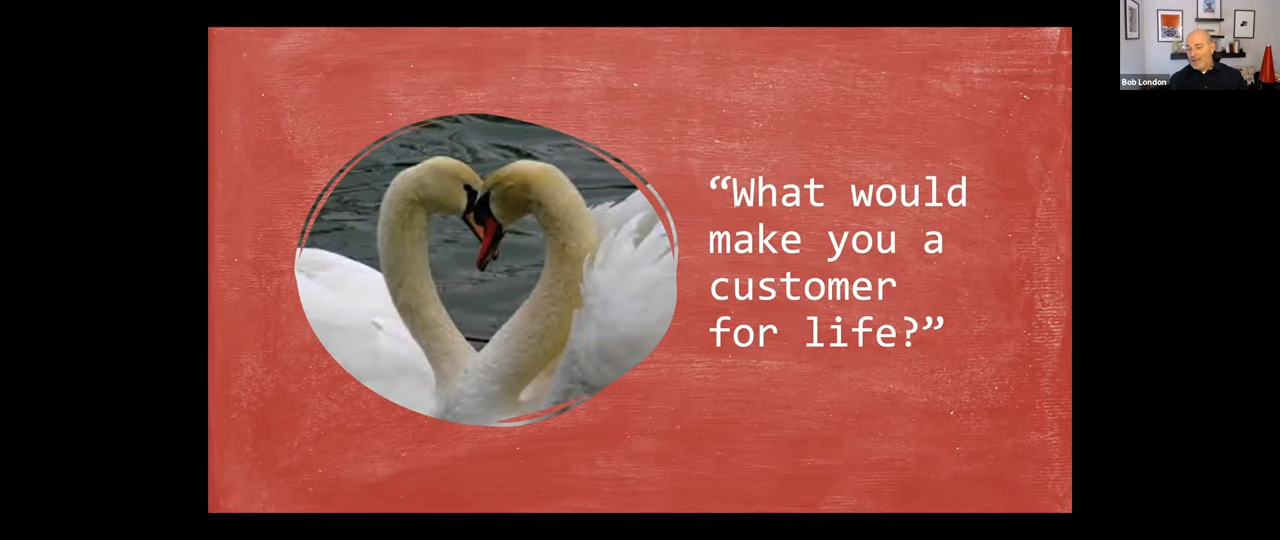 “What would
make you a
customer
for life?”
Bob London